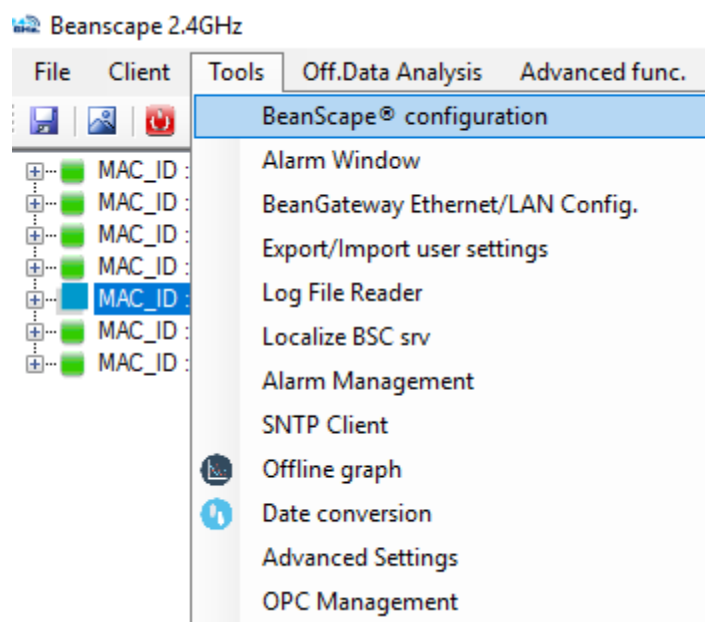 Beanscape 2.4GHz
File Client Tools Off.Data Analysis Advanced func.
BeanScape® configuration
MAC_ID :
Alarm Window
MAC_ID :
BeanGateway Ethernet/LAN Config.
MAC_ID :
Export/Import user settings
MAC_ID :
Log File Reader
MAC_ID :
Localize BSC srv
MAC_ID :
Alarm Management
MAC_ID :
SNTP Client
Offline graph
Date conversion
Advanced Settings
OPC Management